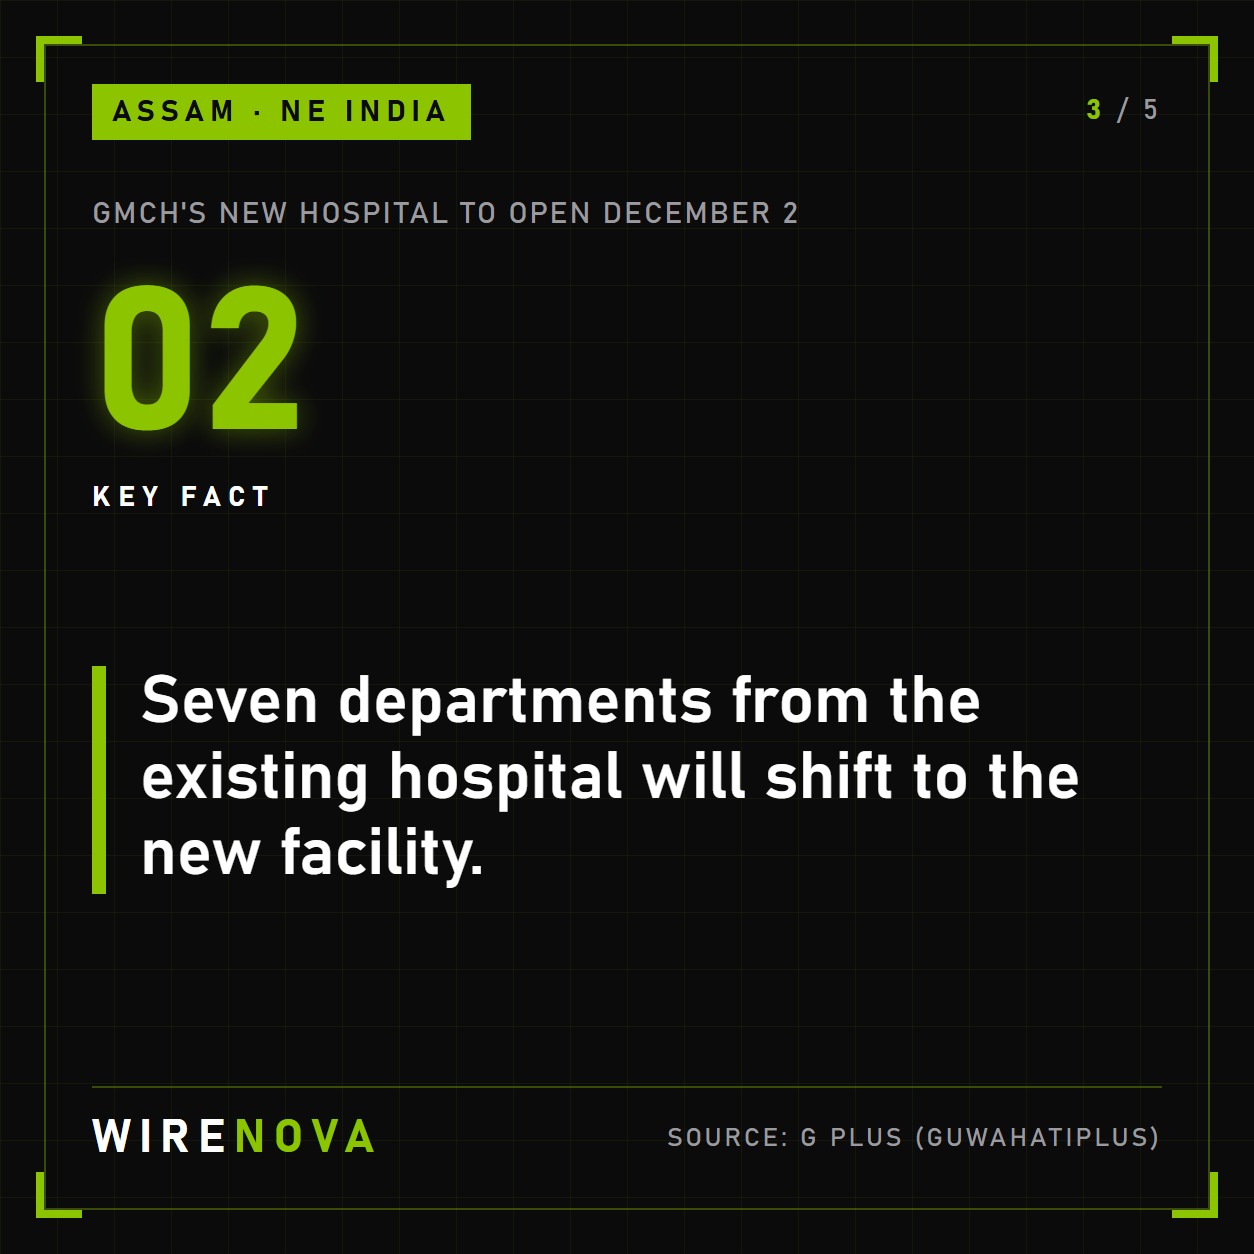 ASSAM · NE INDIA
3 / 5
GMCH'S NEW HOSPITAL TO OPEN DECEMBER 2
02
KEY FACT
Seven departments from the
existing hospital will shift to the
new facility.
WIRENOVA
SOURCE: G PLUS (GUWAHATIPLUS)